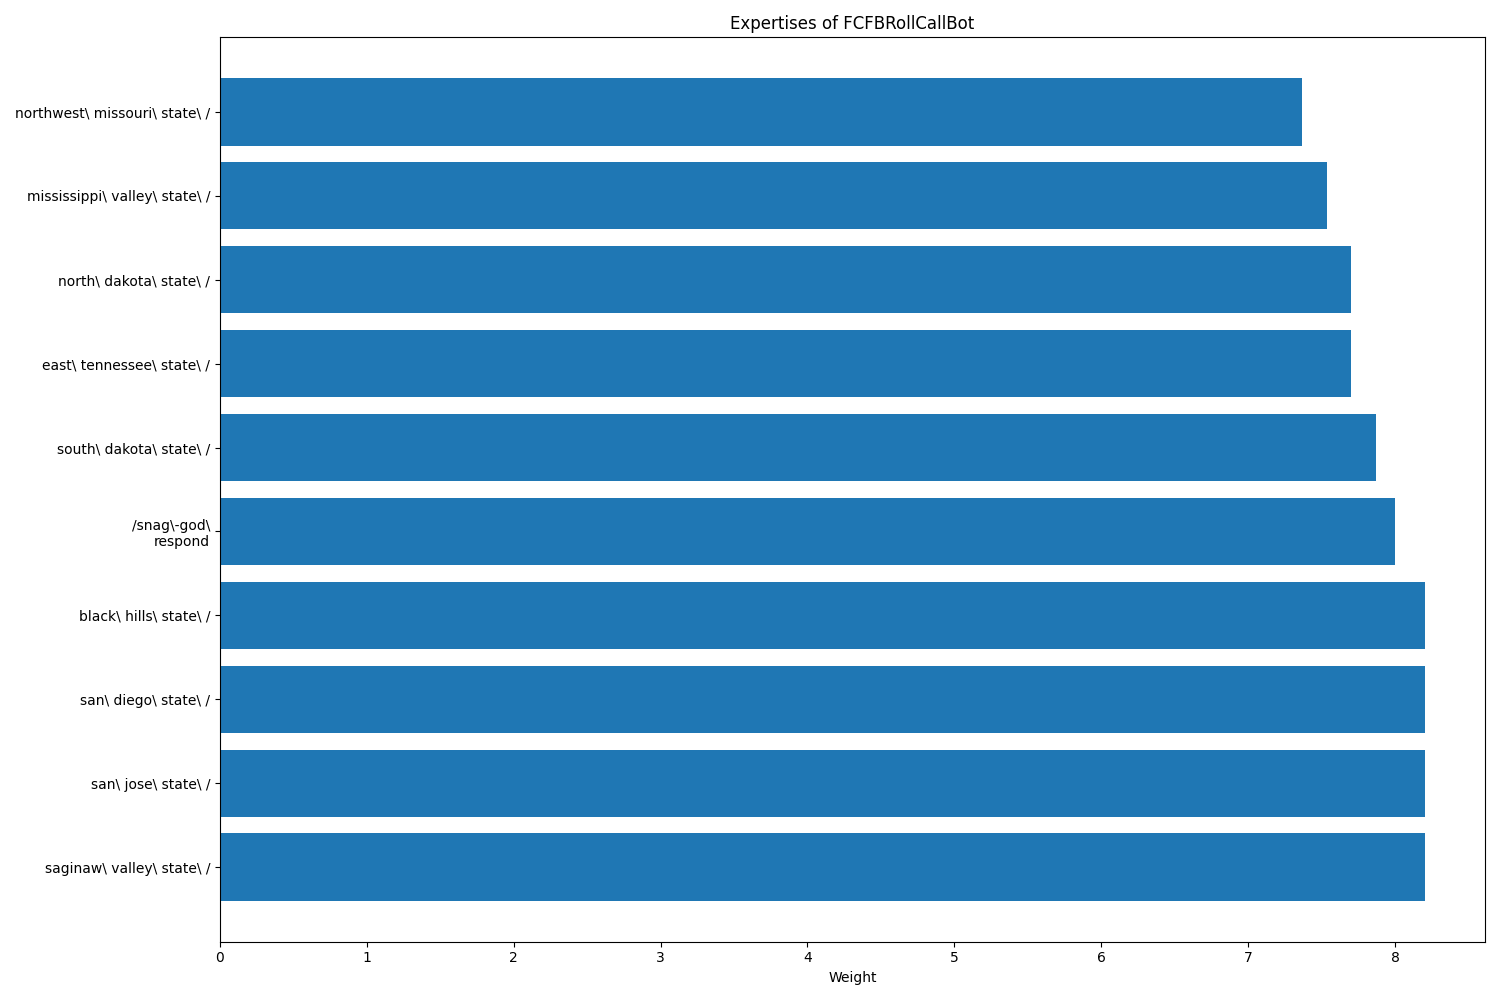 Expertises of FCFBRollCallBot
northwest\ missouri\ state\ /
mississippi\ valley\ state\ /
north\ dakota\ state\ /
east\ tennessee\ state\ /
south\ dakota\ state\ /
/snag\-god\
respond
black\ hills\ state\ /
san\ diego\ state\ /
san\ jose\ state\ /
saginaw\ valley\ state\ /
0 1 2 3 4 5 6 7 8
Weight